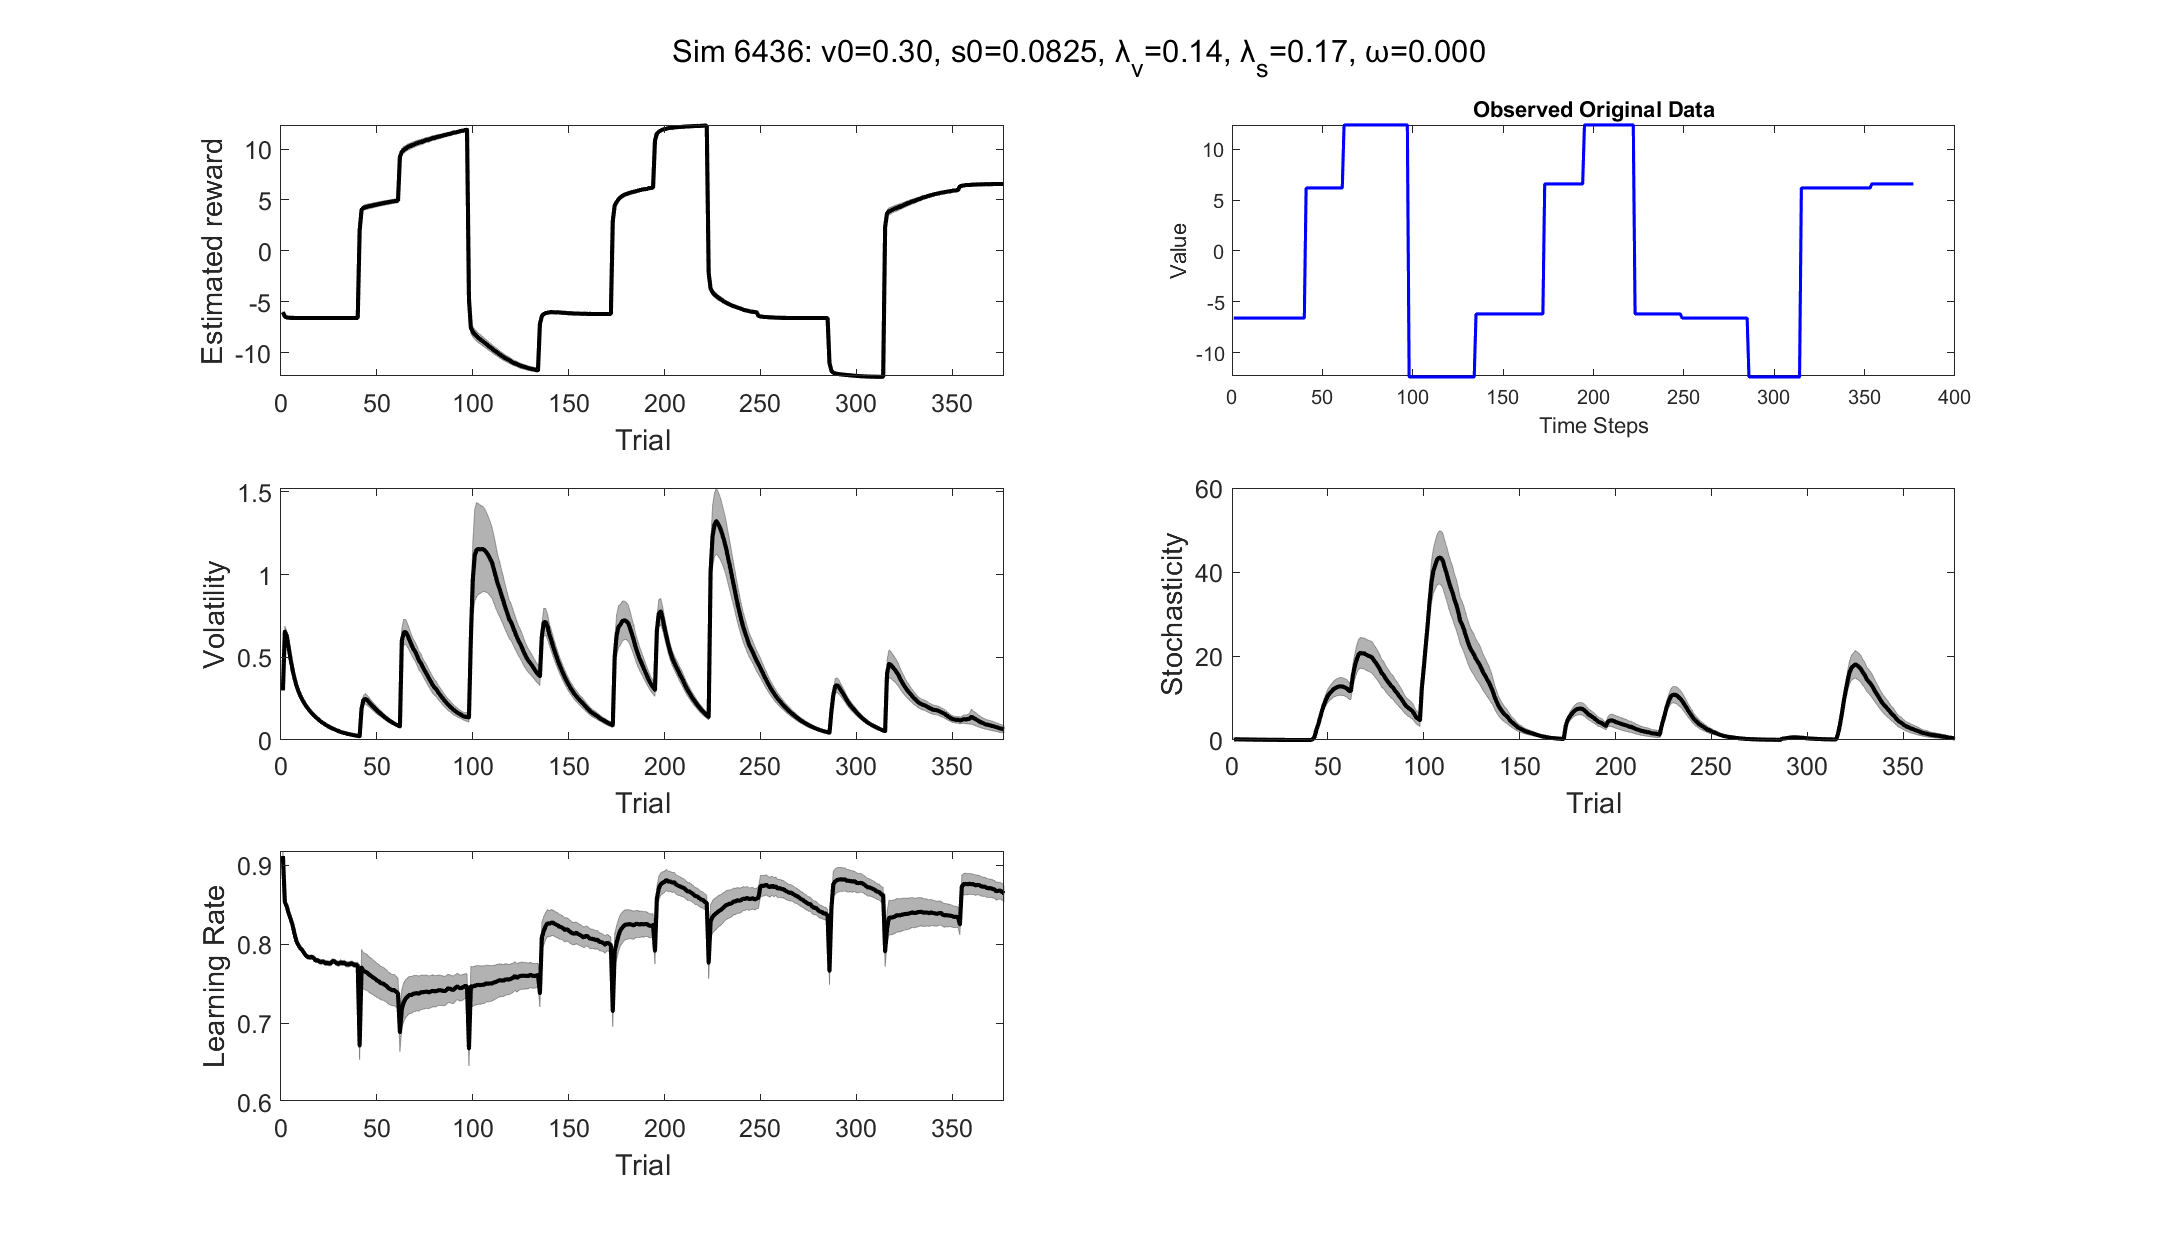 Sim 6436: v0=0.30, s0=0.0825, λ_v=0.14, λ_s=0.17, ω=0.000
Estimated reward
10
5
0
-5
-10
0 50 100 150 200 250 300 350
Trial
Observed Original Data
Value
10
5
0
-5
-10
0 50 100 150 200 250 300 350 400
Time Steps
Volatility
1.5
1
0.5
0
0 50 100 150 200 250 300 350
Trial
Stochasticity
60
40
20
0
0 50 100 150 200 250 300 350
Trial
Learning Rate
0.9
0.8
0.7
0.6
0 50 100 150 200 250 300 350
Trial